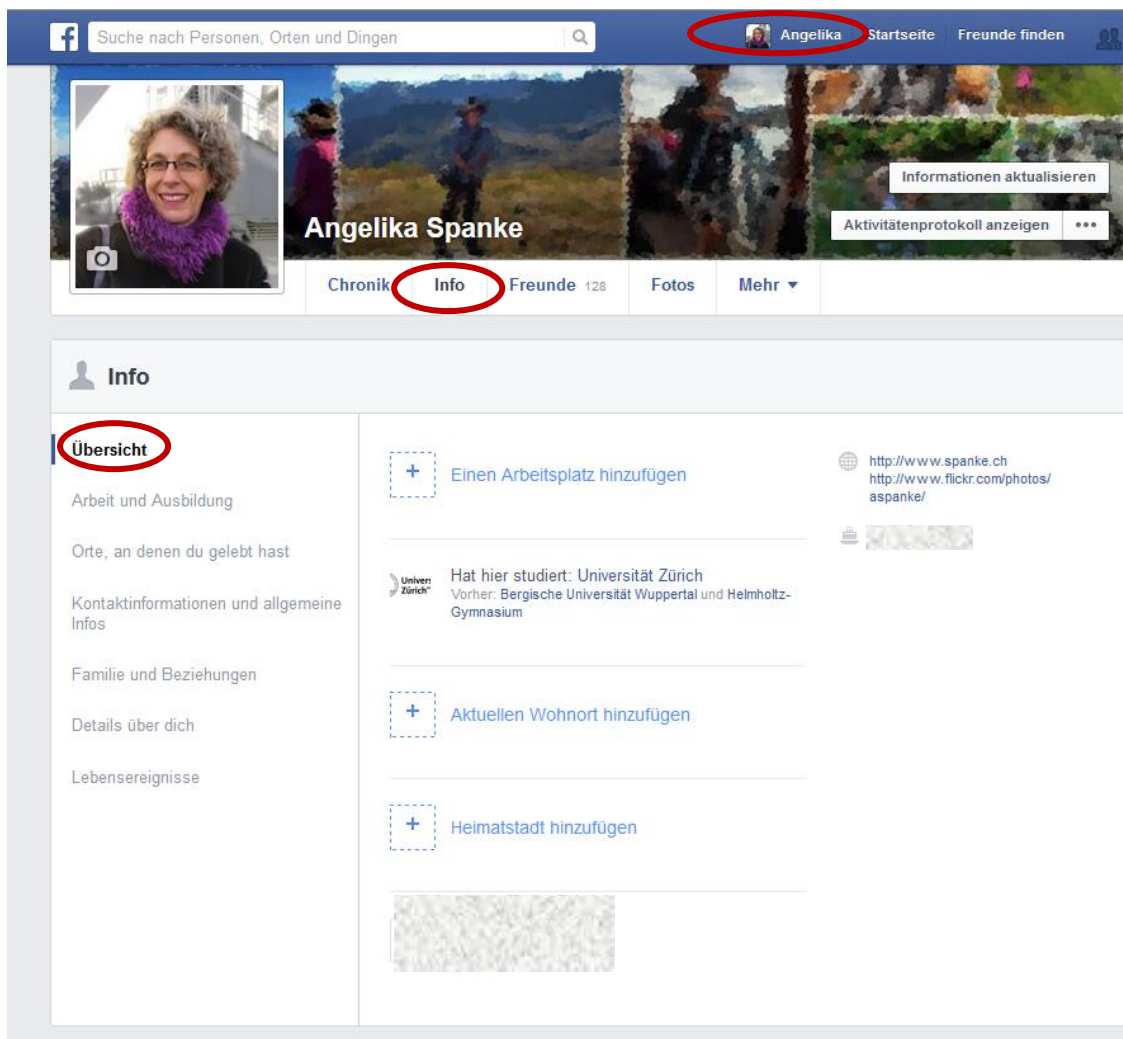 f Suche nach Personen, Orten und Dingen Angelika Startseite Freunde finden
Informationen aktualisieren
Angelika Spanke
Aktivitätenprotokoll anzeigen •••
Chronik Info Freunde 128 Fotos Mehr ▼
Info
Übersicht
Arbeit und Ausbildung
Orte, an denen du gelebt hast
Kontaktinformationen und allgemeine
Infos
Familie und Beziehungen
Details über dich
Lebensereignisse
+ Einen Arbeitsplatz hinzufügen
Univers
Zürich"
Hat hier studiert: Universität Zürich
Vorher: Bergische Universität Wuppertal und Helmholtz-
Gymnasium
+ Aktuellen Wohnort hinzufügen
+ Heimatstadt hinzufügen
http://www.spanke.ch
http://www.flickr.com/photos/
aspanke/